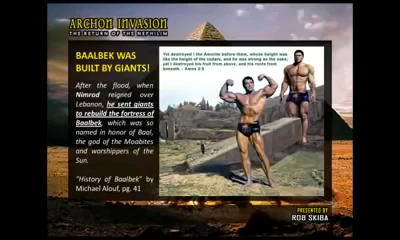 ARCHON INVASION
THE RETURN OF THE NEPHILIM
BAALBEK WAS
BUILT BY GIANTS!
After the flood, when
Nimrod reigned over
Lebanon, he sent giants
to rebuild the fortress of
Baalbek, which was so
named in honor of Baal,
the god of the Moabites
and worshippers of the
Sun.
"History of Baalbek" by
Michael Alouf, pg. 41
Yet destroyed I the Amorite before them, whose height was
like the height of the cedars, and he was strong as the oaks;
yet I destroyed his fruit from above, and his roots from
beneath. - Amos 2:9
PRESENTED BY
ROB SKIBA